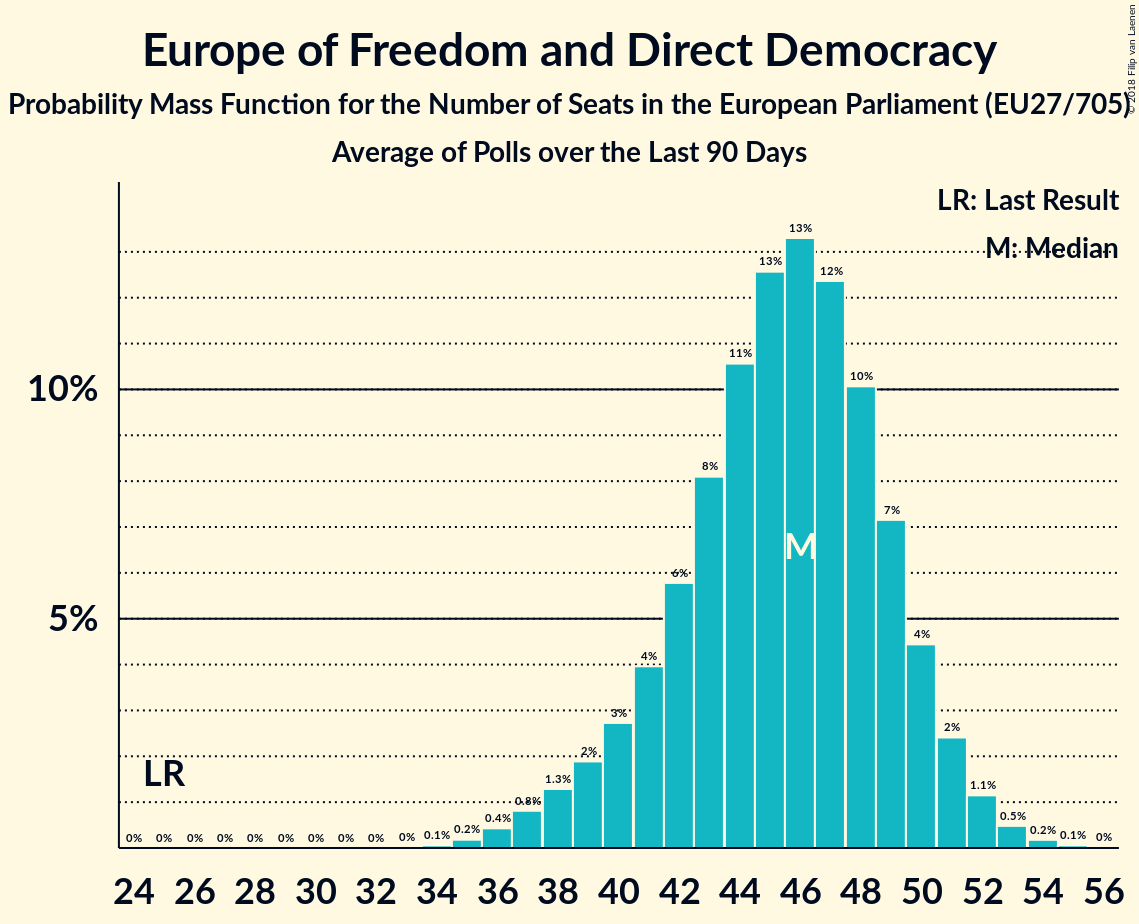 Europe of Freedom and Direct Democracy
Probability Mass Function for the Number of Seats in the European Parliament (EU27/705)
Average of Polls over the Last 90 Days
© 2018 Filip van Laenen
LR: Last Result
M: Median
13%
13%
12%
11%
10%
10%
8%
7%
M
6%
5%
4%
4%
3%
2%
2%
LR
1.3%
1.1%
0.8%
0.4%
0.5%
0% 0% 0% 0% 0% 0% 0% 0% 0% 0% 0.1% 0.2% 0.2% 0.1% 0%
24 26 28 30 32 34 36 38 40 42 44 46 48 50 52 54 56